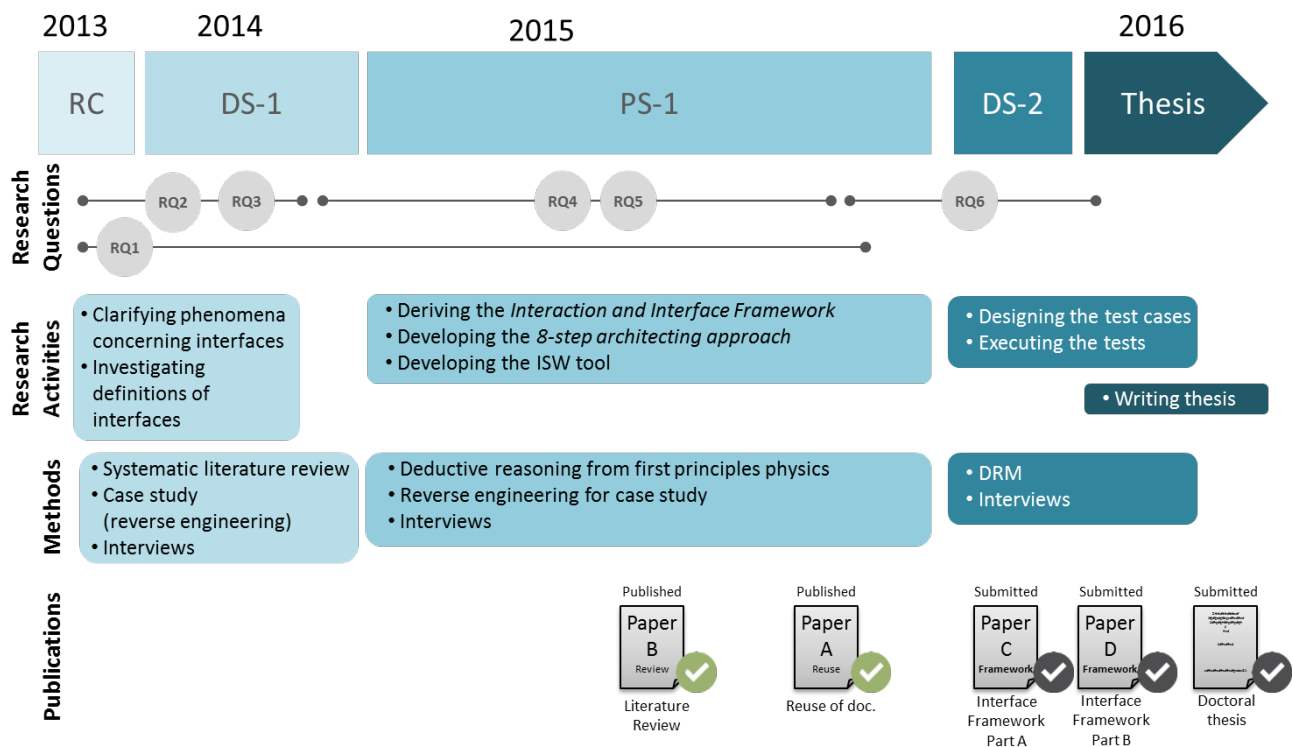 2013
2014
2015
2016
RC
DS-1
PS-1
DS-2
Thesis
Research
Questions
RQ2
RQ3
RQ4
RQ5
RQ6
RQ1
Research
Activities
• Clarifying phenomena
concerning interfaces
• Investigating
definitions of
interfaces
• Deriving the Interaction and Interface Framework
• Developing the 8-step architecting approach
• Developing the ISW tool
• Designing the test cases
• Executing the tests
• Writing thesis
Methods
• Systematic literature review
• Case study
(reverse engineering)
• Interviews
• Deductive reasoning from first principles physics
• Reverse engineering for case study
• Interviews
• DRM
• Interviews
Publications
Published
Paper
B
Review
Literature
Review
Published
Paper
A
Reuse
Reuse of doc.
Submitted
Paper
C
Framework
Interface
Framework
Part A
Submitted
Paper
D
Framework
Interface
Framework
Part B
Submitted
Doctoral
thesis